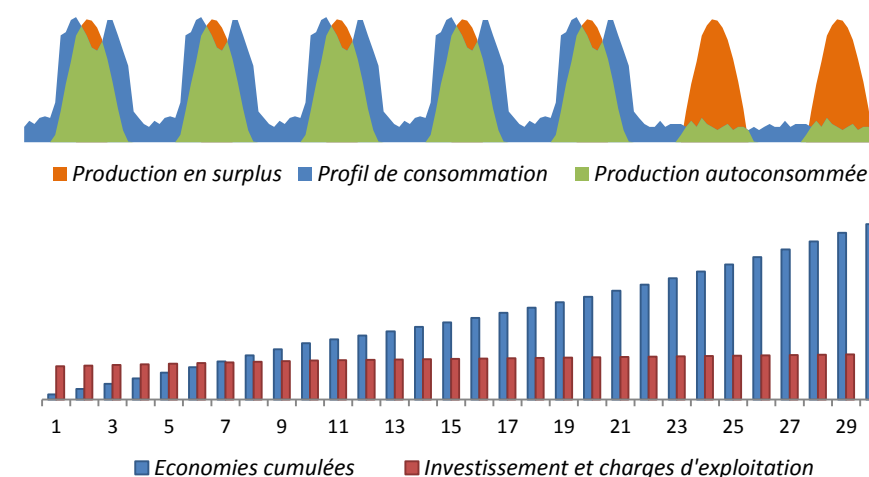 Production en surplus Profil de consommation Production autoconsommée
1 3 5 7 9 11 13 15 17 19 21 23 25 27 29
Economies cumulées Investissement et charges d'exploitation